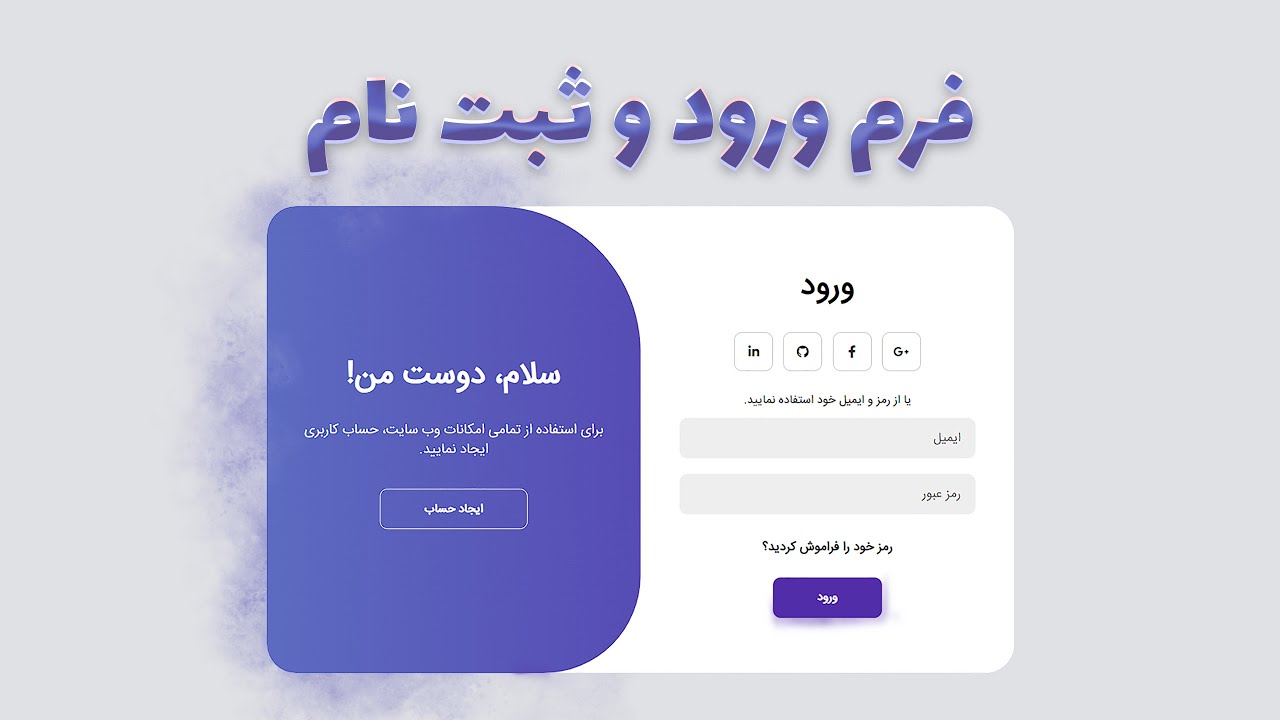 فرم ورود و ثبت نام
ورود
in
f
G+
یا از رمز و ایمیل خود استفاده نمایید.
ایمیل
رمز عبور
رمز خود را فراموش کردید؟
ورود
سلام، دوست من!
برای استفاده از تمامی امکانات وب سایت، حساب کاربری
ایجاد نمایید.
ایجاد حساب